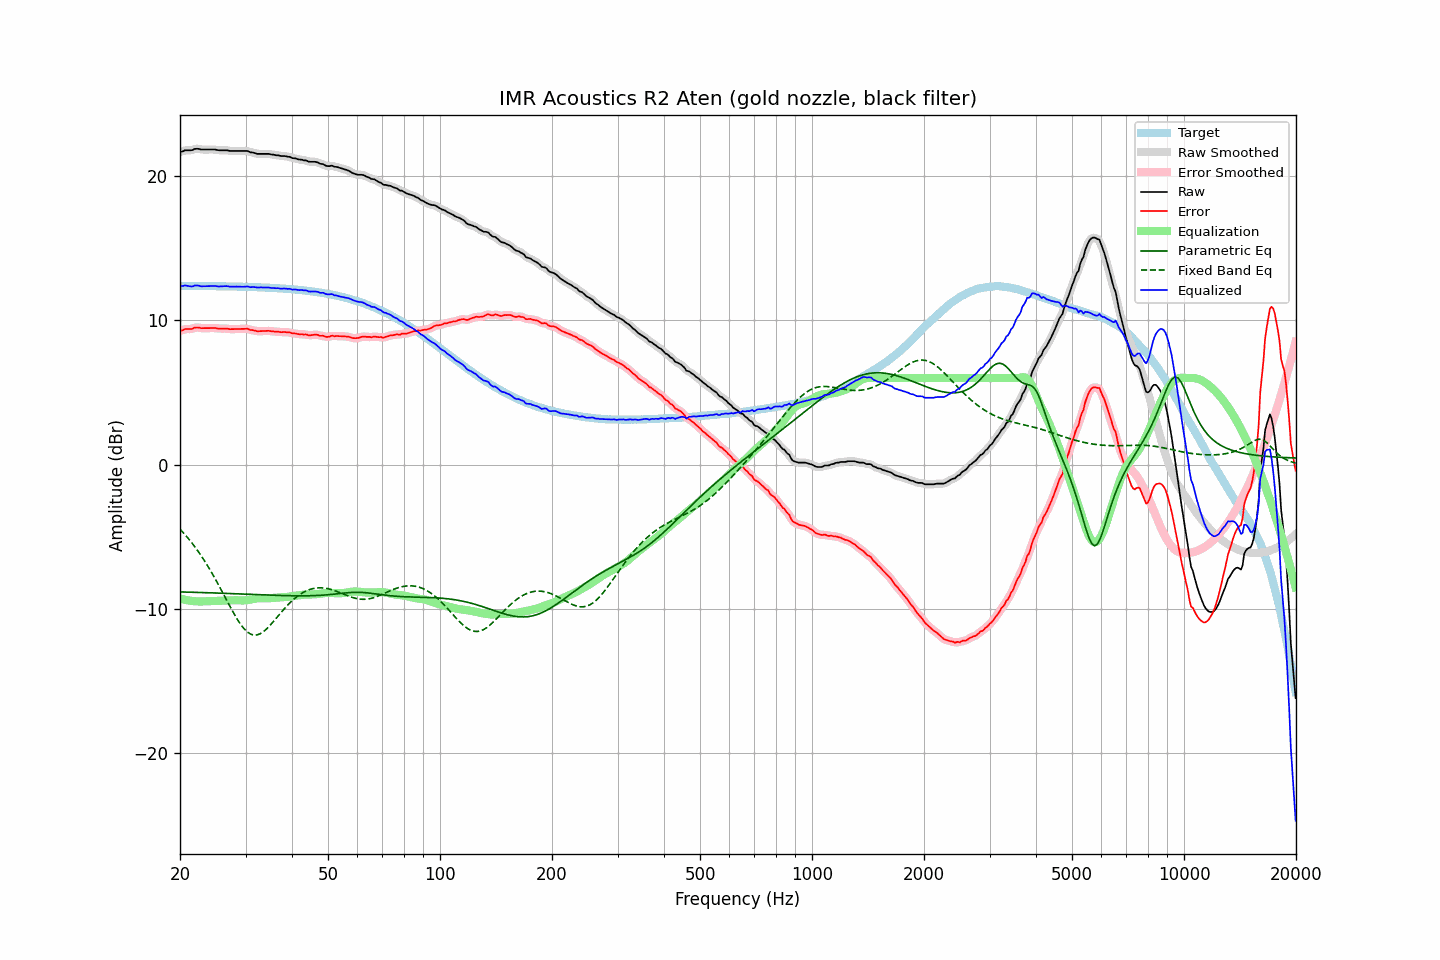 IMR Acoustics R2 Aten (gold nozzle, black filter)
Target
Raw Smoothed
Error Smoothed
Raw
Error
Equalization
Parametric Eq
Fixed Band Eq
Equalized
Amplitude (dBr)
20
10
0
−10
−20
20 50 100 200 500 1000 2000 5000 10000 20000
Frequency (Hz)